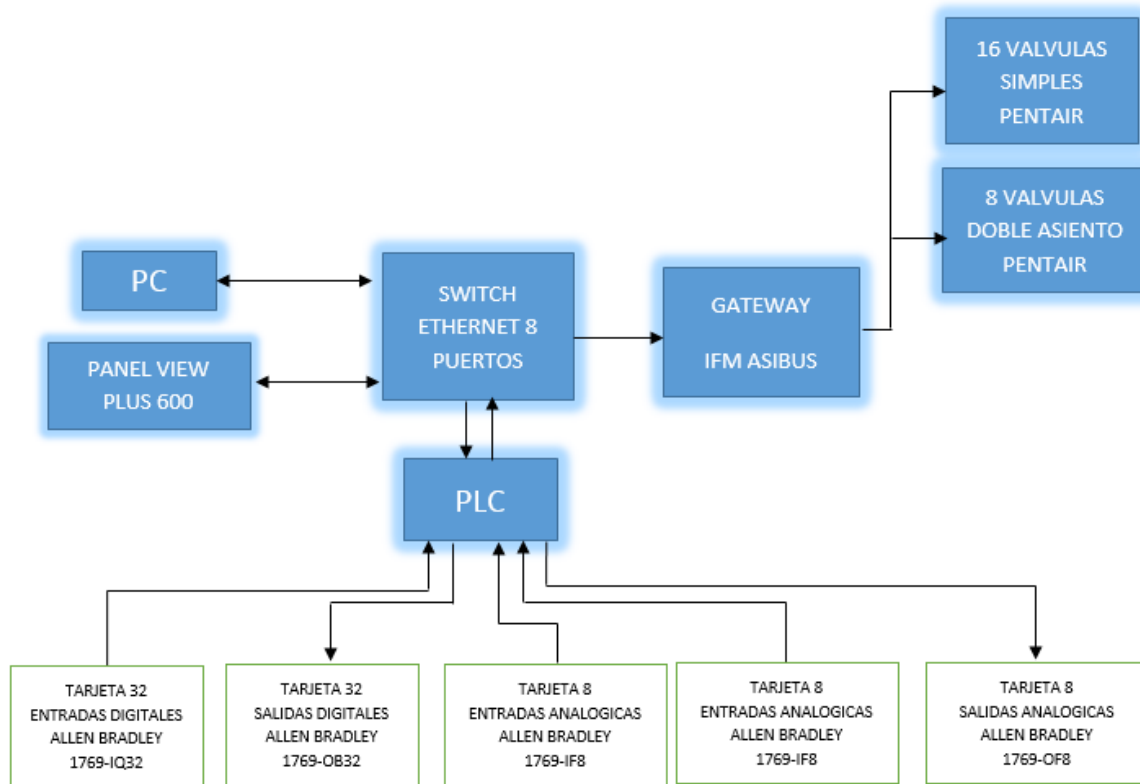 16 VALVULAS
SIMPLES
PENTAIR
8 VALVULAS
DOBLE ASIENTO
PENTAIR
PC
SWITCH
ETHERNET 8
PUERTOS
GATEWAY
IFM ASIBUS
PANEL VIEW
PLUS 600
PLC
TARJETA 32
ENTRADAS DIGITALES
ALLEN BRADLEY
1769-IQ32
TARJETA 32
SALIDAS DIGITALES
ALLEN BRADLEY
1769-OB32
TARJETA 8
ENTRADAS ANALOGICAS
ALLEN BRADLEY
1769-IF8
TARJETA 8
ENTRADAS ANALOGICAS
ALLEN BRADLEY
1769-IF8
TARJETA 8
SALIDAS ANALOGICAS
ALLEN BRADLEY
1769-OF8